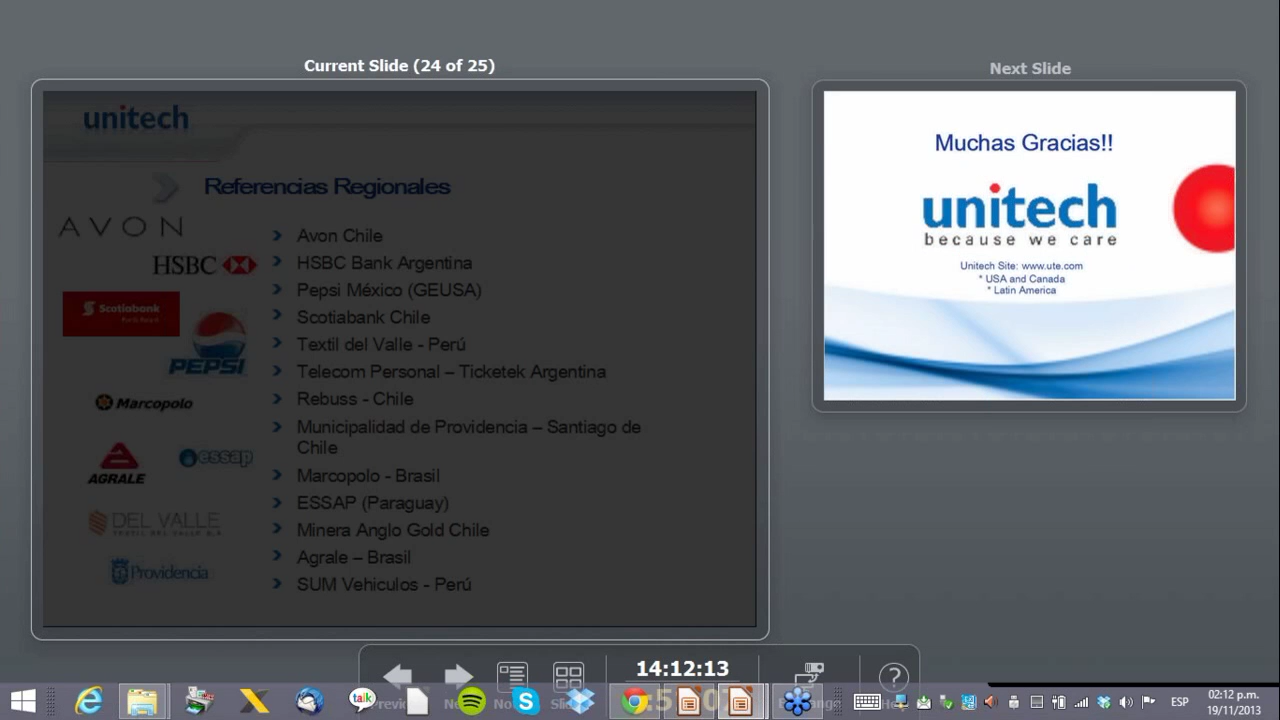 Current Slide (24 of 25)
Next Slide
unitech
Referencias Regionales
AVON
HSBC
Scotiabank
PEPSI
Marcopolo
AGRALE
essap
DEL VALLE
TEXTIL DEL VALLE S.A
Providencia
Avon Chile
HSBC Bank Argentina
Pepsi México (GEUSA)
Scotiabank Chile
Textil del Valle - Perú
Telecom Personal – Ticketek Argentina
Rebuss - Chile
Municipalidad de Providencia – Santiago de
Chile
Marcopolo - Brasil
ESSAP (Paraguay)
Minera Anglo Gold Chile
Agrale – Brasil
SUM Vehiculos - Perú
Muchas Gracias!!
unitech
because we care
Unitech Site: www.ute.com
* USA and Canada
* Latin America
14:12:13
talk
ESP
02:12 p.m.
19/11/2013